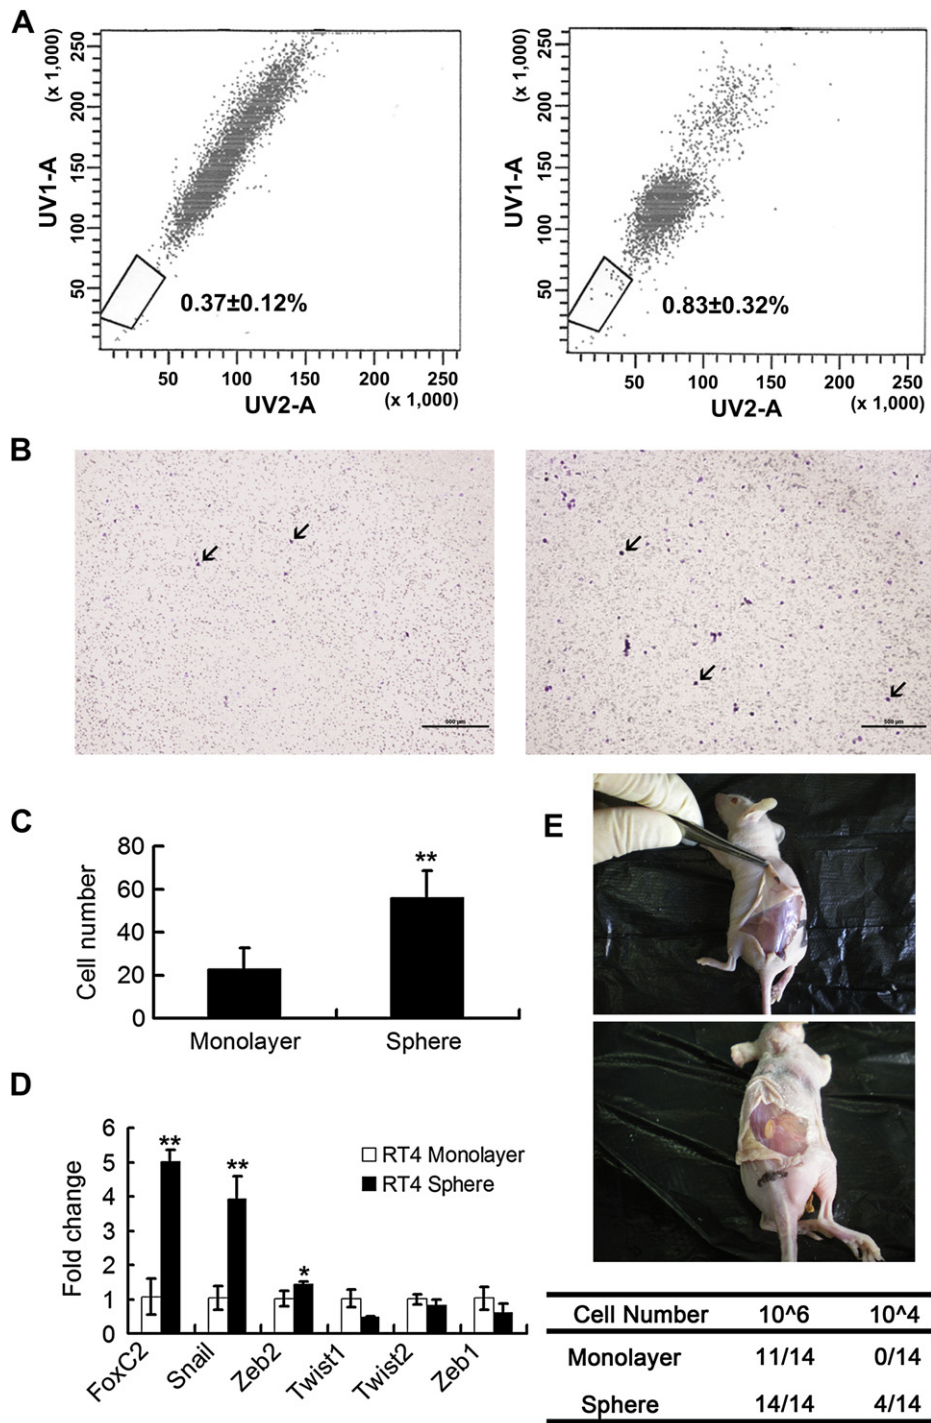 A
(x 1,000)
UV1-A
250
200
150
100
50
0.37±0.12%
50 100 150 200 250
UV2-A
(x 1,000)
(x 1,000)
UV1-A
250
200
150
100
50
0.83±0.32%
50 100 150 200 250
UV2-A
(x 1,000)
B
500 µm
500 µm
C
Cell number
80
60
40
20
0
**
Monolayer Sphere
D
Fold change
6
5
4
3
2
1
0
** ** *
RT4 Monolayer
RT4 Sphere
FoxC2 Snail Zeb2 Twist1 Twist2 Zeb1
E
Cell Number 10^6 10^4
Monolayer 11/14 0/14
Sphere 14/14 4/14